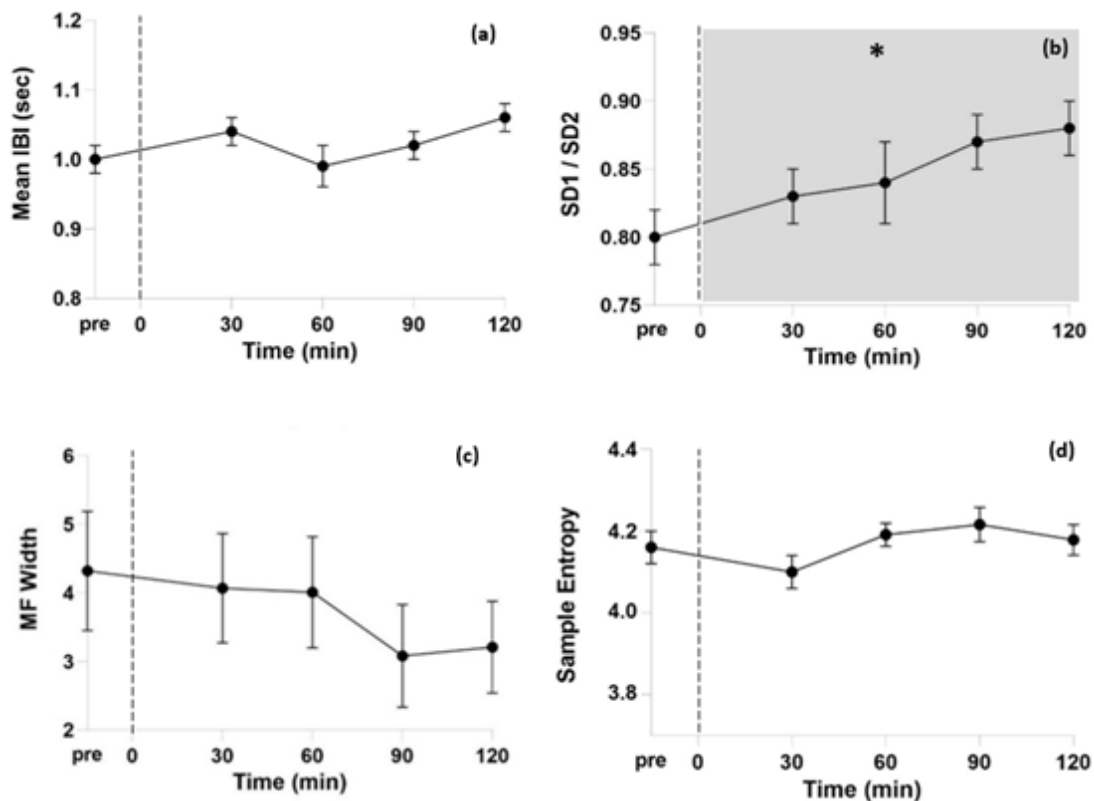 (a)
Mean IBI (sec)
1.2
1.1
1.0
0.9
0.8
pre 0 30 60 90 120
Time (min)
(b)
*
SD1 / SD2
0.95
0.90
0.85
0.80
0.75
pre 0 30 60 90 120
Time (min)
(c)
MF Width
6
5
4
3
2
pre 0 30 60 90 120
Time (min)
(d)
Sample Entropy
4.4
4.2
4.0
3.8
pre 0 30 60 90 120
Time (min)